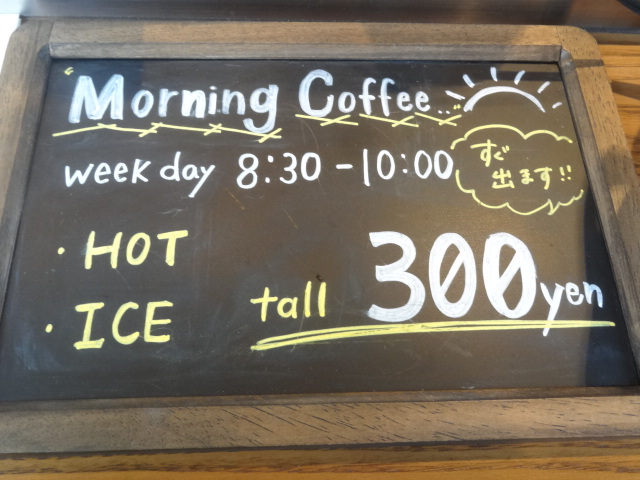 "Morning Coffee..."
week day 8:30-10:00
すぐ
出ます!!
・HOT
・ICE
tall 300yen